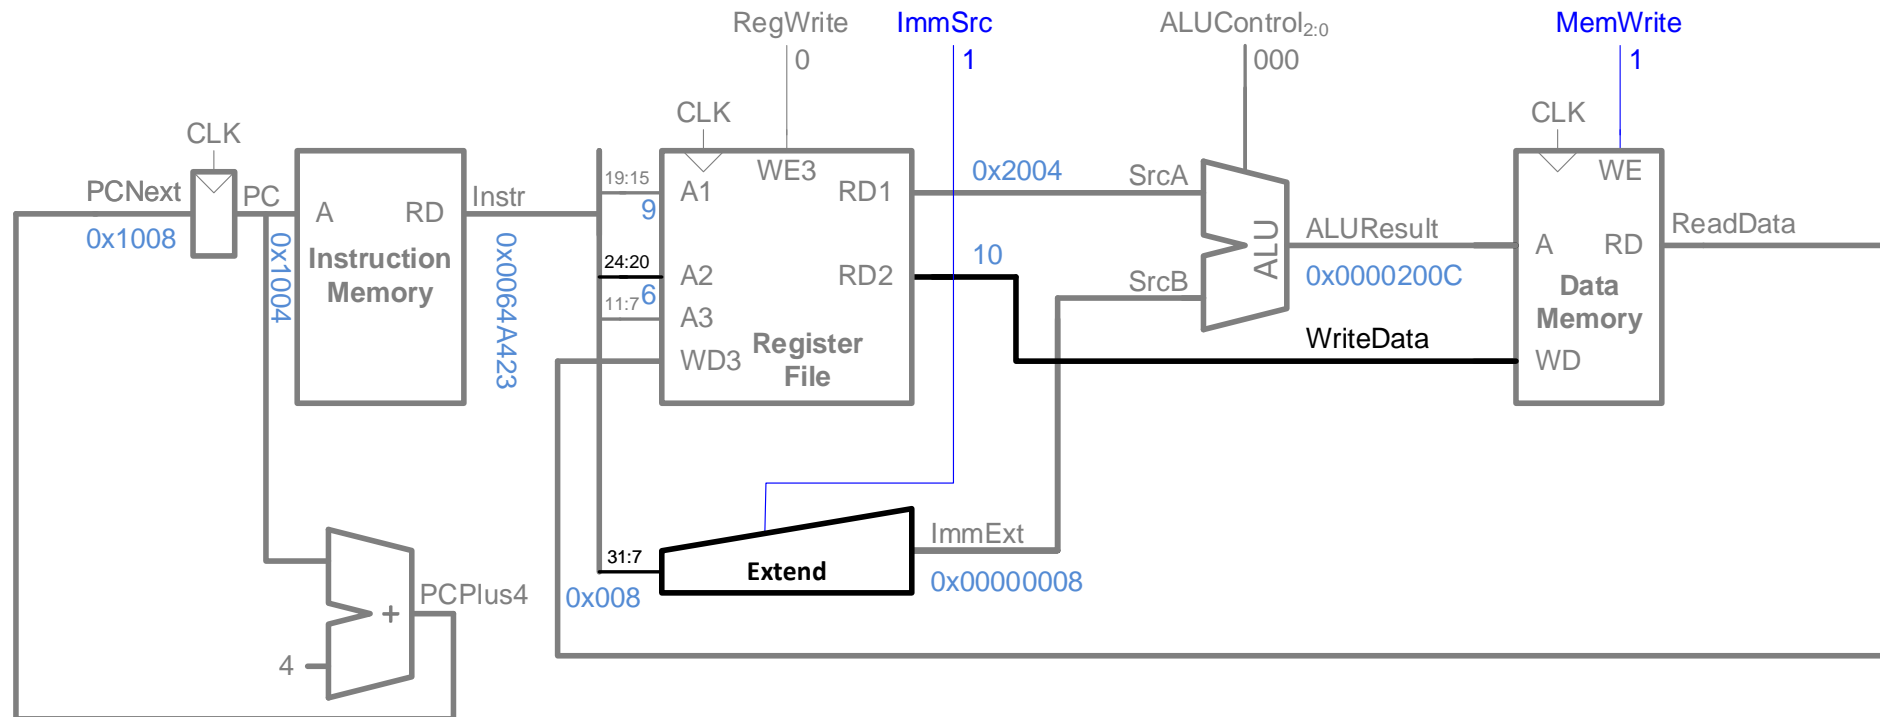 RegWrite
ImmSrc
ALUControl2:0
MemWrite
0
1
000
1
CLK
CLK
CLK
PCNext
PC
0x1008
0x1004
A
RD
Instruction
Memory
Instr
0x0064A423
19:15
9
24:20
6
11:7
A1
A2
A3
WD3
WE3
RD1
RD2
Register
File
0x2004
10
SrcA
SrcB
ALU
ALUResult
0x0000200C
WriteData
WE
A
RD
Data
Memory
WD
ReadData
31:7
0x008
Extend
ImmExt
0x00000008
PCPlus4
+
4